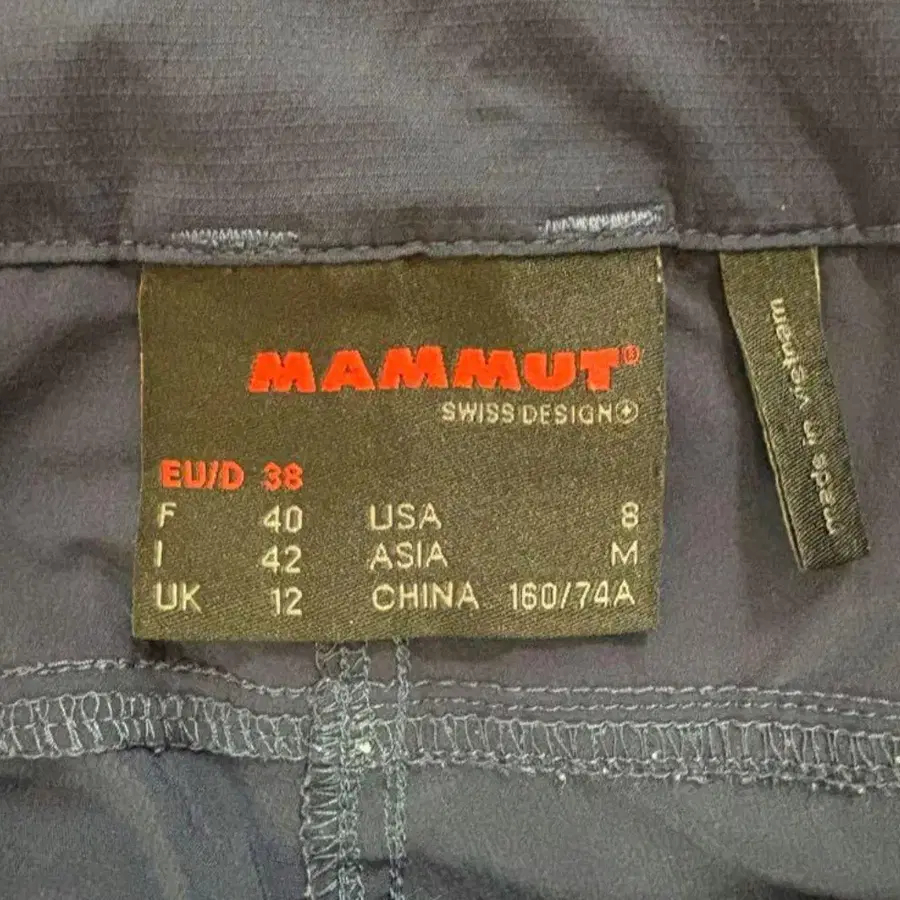 MAMMUT®
SWISS DESIGN
EU/D 38
F 40 USA 8
I 42 ASIA M
UK 12 CHINA 160/74A
made in Vietnam